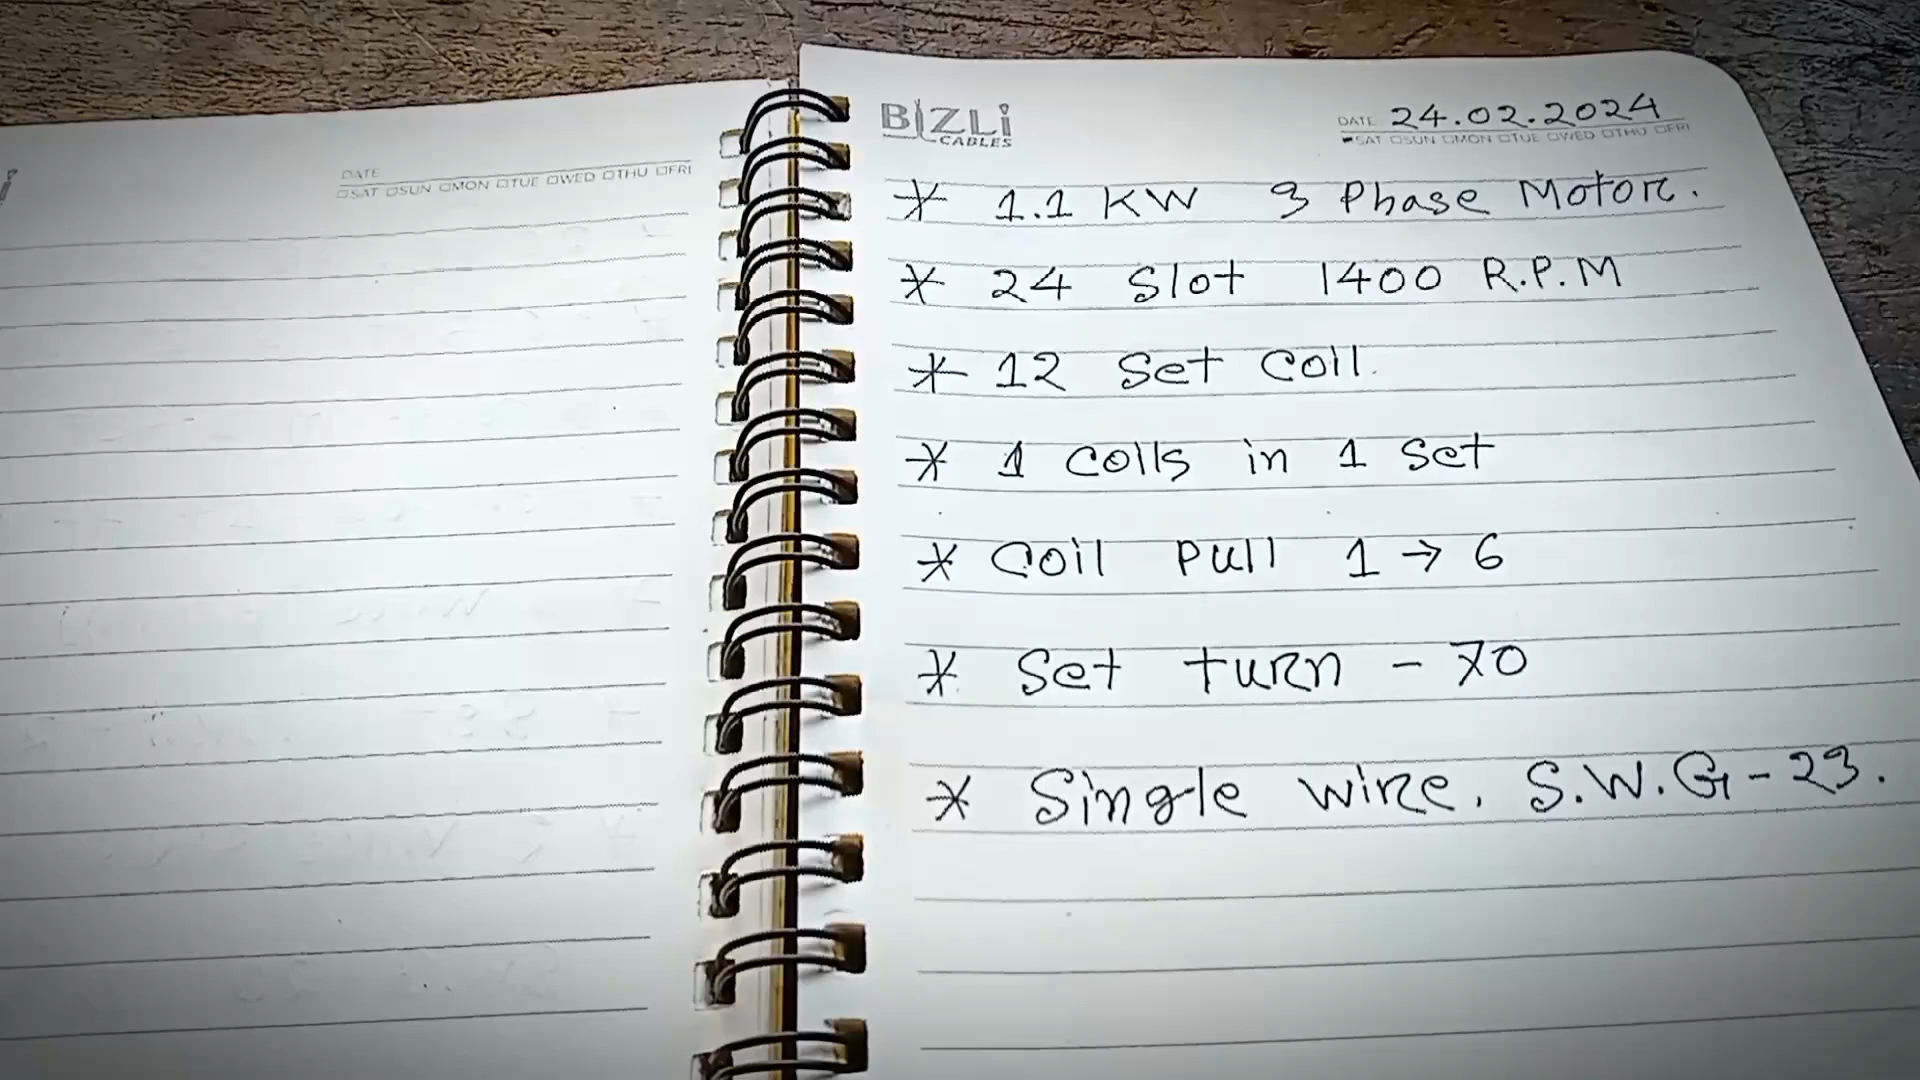 DATE
□SAT □SUN □MON □TUE □WED □THU □FRI
BIZLi
CABLES
DATE 24.02.2024
□SAT □SUN □MON □TUE □WED □THU □FRI
* 1.1 KW 3 Phase Motor.
* 24 Slot 1400 R.P.M
* 12 Set Coil.
* 1 Coils in 1 Set
* Coil Pull 1 → 6
* Set turn - 70
* Single wire. S.W.G-23.